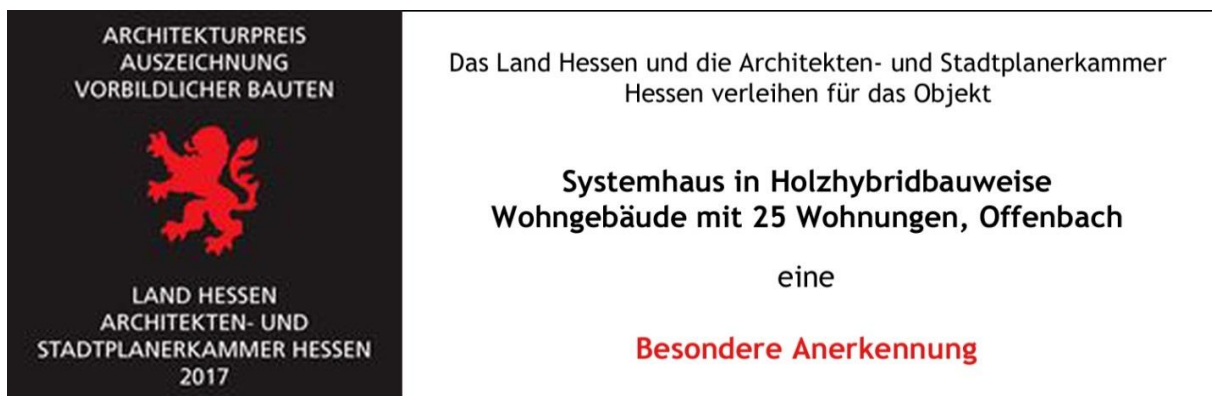 ARCHITEKTURPREIS
AUSZEICHNUNG
VORBILDLICHER BAUTEN
LAND HESSEN
ARCHITEKTEN- UND
STADTPLANERKAMMER HESSEN
2017
Das Land Hessen und die Architekten- und Stadtplanerkammer
Hessen verleihen für das Objekt
Systemhaus in Holzhybridbauweise
Wohngebäude mit 25 Wohnungen, Offenbach
eine
Besondere Anerkennung